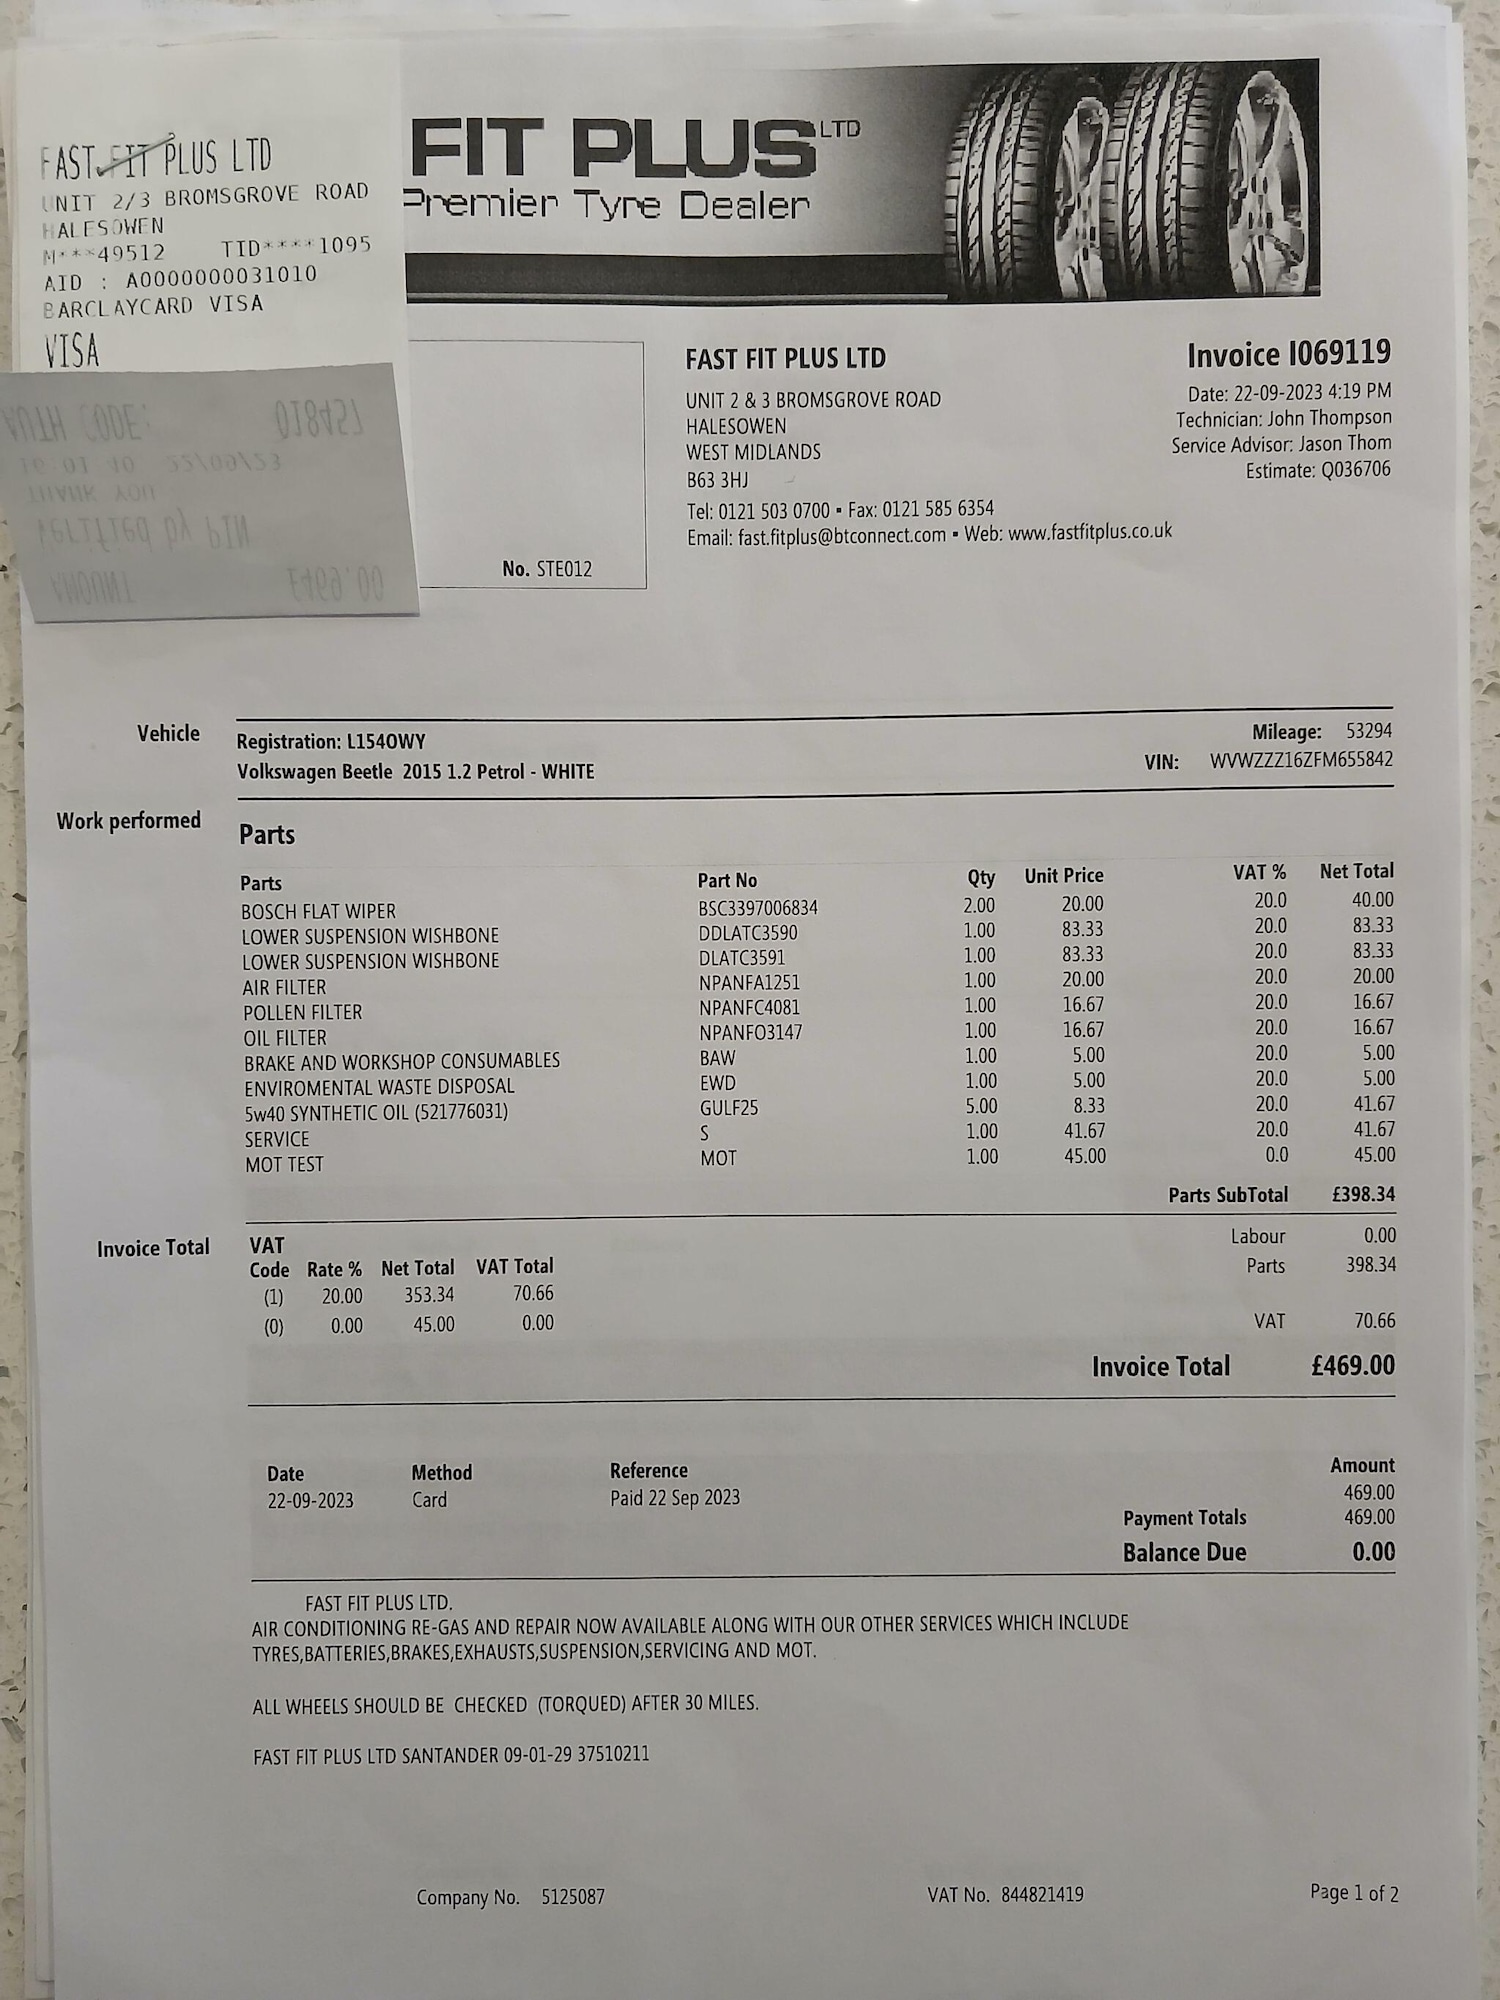 FAST FIT PLUS LTD
UNIT 2/3 BROMSGROVE ROAD
HALESOWEN
M***49512 TID****1095
AID : A0000000031010
BARCLAYCARD VISA
VISA
AUTH CODE: 018457
22/09/23
THANK YOU
Verified by PIN
AMOUNT £469.00
FIT PLUS LTD
Premier Tyre Dealer
No. STE012
FAST FIT PLUS LTD
UNIT 2 & 3 BROMSGROVE ROAD
HALESOWEN
WEST MIDLANDS
B63 3HJ
Tel: 0121 503 0700 ▪ Fax: 0121 585 6354
Email: fast.fitplus@btconnect.com ▪ Web: www.fastfitplus.co.uk
Invoice I069119
Date: 22-09-2023 4:19 PM
Technician: John Thompson
Service Advisor: Jason Thom
Estimate: Q036706
Vehicle
Registration: L154OWY
Volkswagen Beetle 2015 1.2 Petrol - WHITE
Mileage: 53294
VIN: WVWZZZ16ZFM655842
Work performed
Parts
Parts Part No Qty Unit Price VAT % Net Total
BOSCH FLAT WIPER BSC3397006834 2.00 20.00 20.0 40.00
LOWER SUSPENSION WISHBONE DDLATC3590 1.00 83.33 20.0 83.33
LOWER SUSPENSION WISHBONE DLATC3591 1.00 83.33 20.0 83.33
AIR FILTER NPANFA1251 1.00 20.00 20.0 20.00
POLLEN FILTER NPANFC4081 1.00 16.67 20.0 16.67
OIL FILTER NPANFO3147 1.00 16.67 20.0 16.67
BRAKE AND WORKSHOP CONSUMABLES BAW 1.00 5.00 20.0 5.00
ENVIROMENTAL WASTE DISPOSAL EWD 1.00 5.00 20.0 5.00
5w40 SYNTHETIC OIL (521776031) GULF25 5.00 8.33 20.0 41.67
SERVICE S 1.00 41.67 20.0 41.67
MOT TEST MOT 1.00 45.00 0.0 45.00
Parts SubTotal £398.34
Invoice Total
VAT
Code Rate % Net Total VAT Total
(1) 20.00 353.34 70.66
(0) 0.00 45.00 0.00
Labour 0.00
Parts 398.34
VAT 70.66
Invoice Total £469.00
Date Method Reference Amount
22-09-2023 Card Paid 22 Sep 2023 469.00
Payment Totals 469.00
Balance Due 0.00
FAST FIT PLUS LTD.
AIR CONDITIONING RE-GAS AND REPAIR NOW AVAILABLE ALONG WITH OUR OTHER SERVICES WHICH INCLUDE
TYRES,BATTERIES,BRAKES,EXHAUSTS,SUSPENSION,SERVICING AND MOT.
ALL WHEELS SHOULD BE CHECKED (TORQUED) AFTER 30 MILES.
FAST FIT PLUS LTD SANTANDER 09-01-29 37510211
Company No. 5125087
VAT No. 844821419
Page 1 of 2